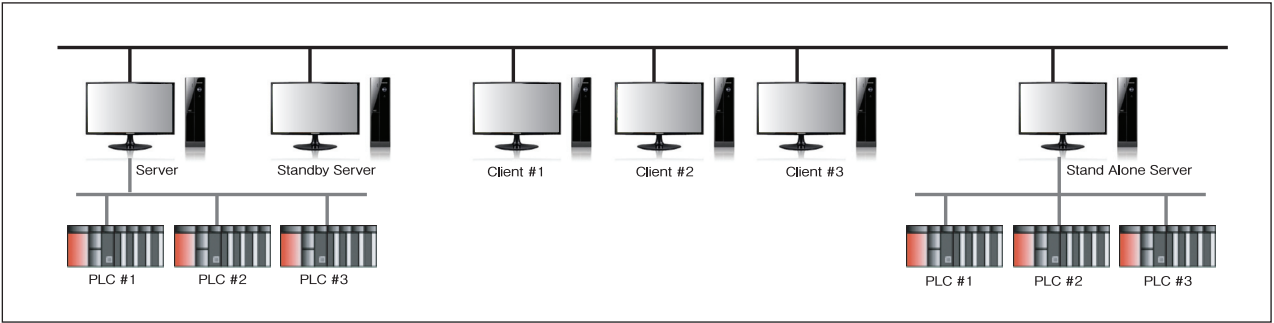 Server
Standby Server
Client #1
Client #2
Client #3
Stand Alone Server
PLC #1
PLC #2
PLC #3
PLC #1
PLC #2
PLC #3